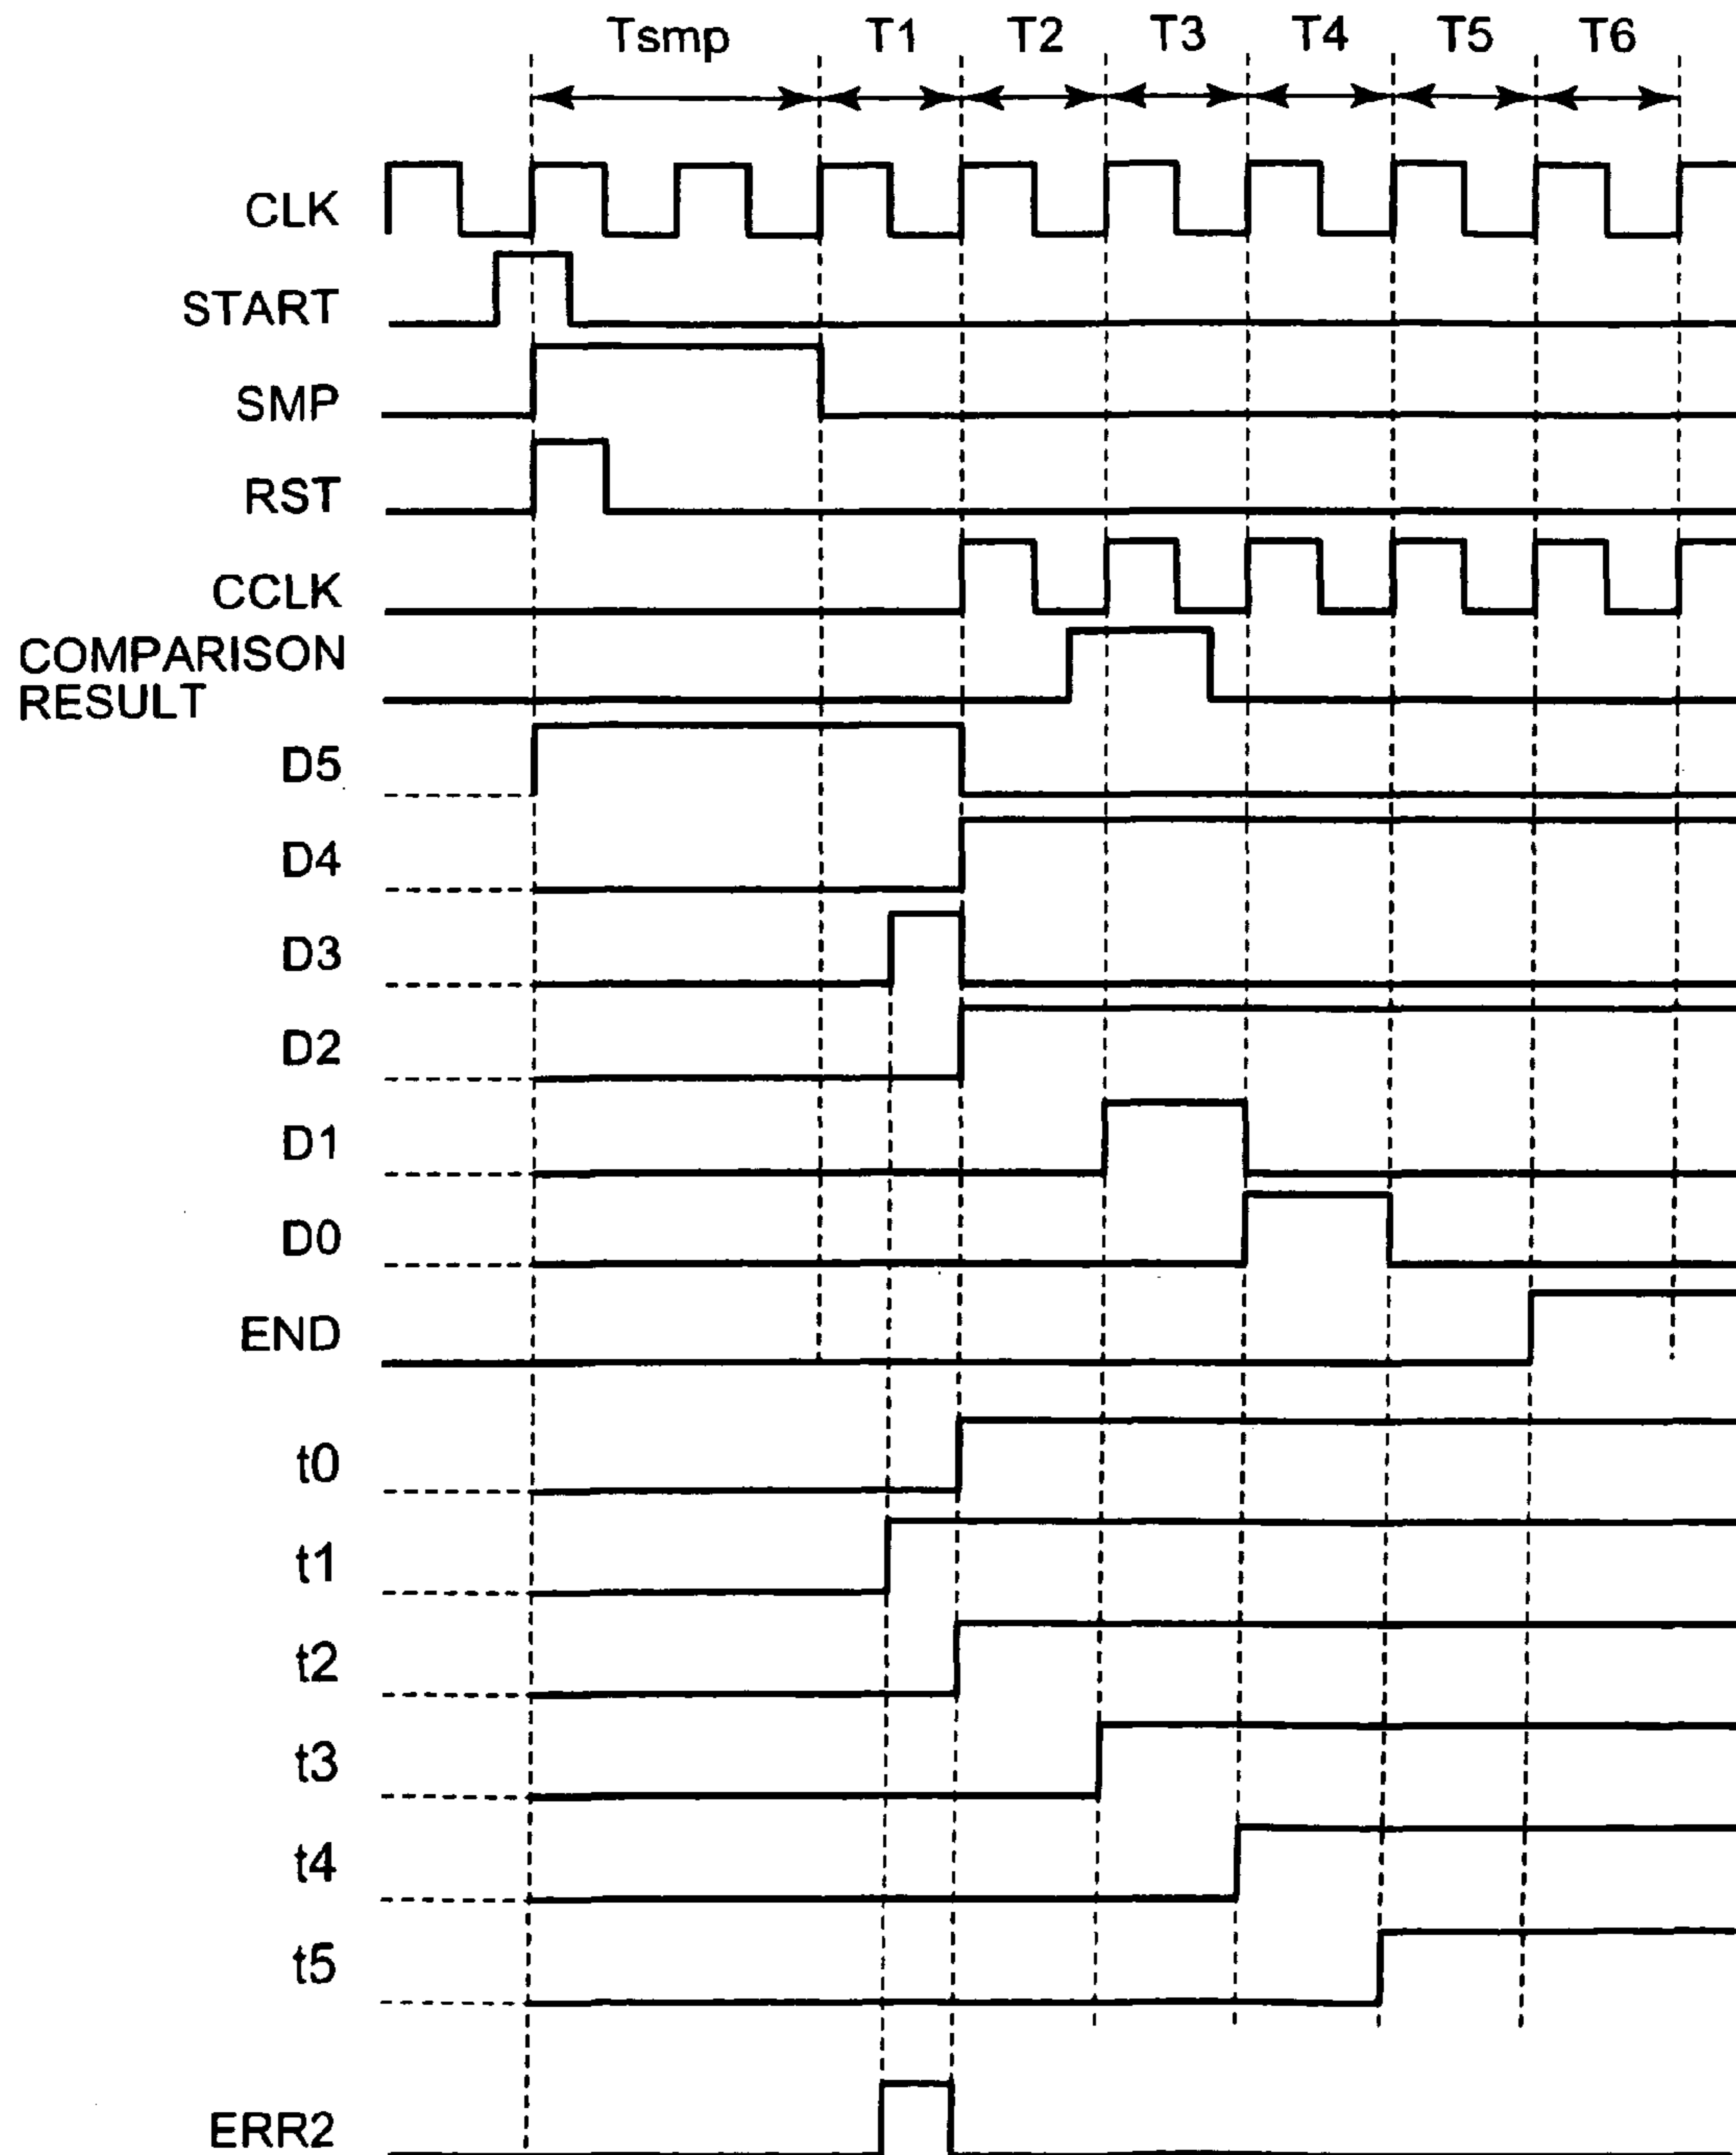 Tsmp T1 T2 T3 T4 T5 T6
CLK
START
SMP
RST
CCLK
COMPARISON
RESULT
D5
D4
D3
D2
D1
D0
END
t0
t1
t2
t3
t4
t5
ERR2